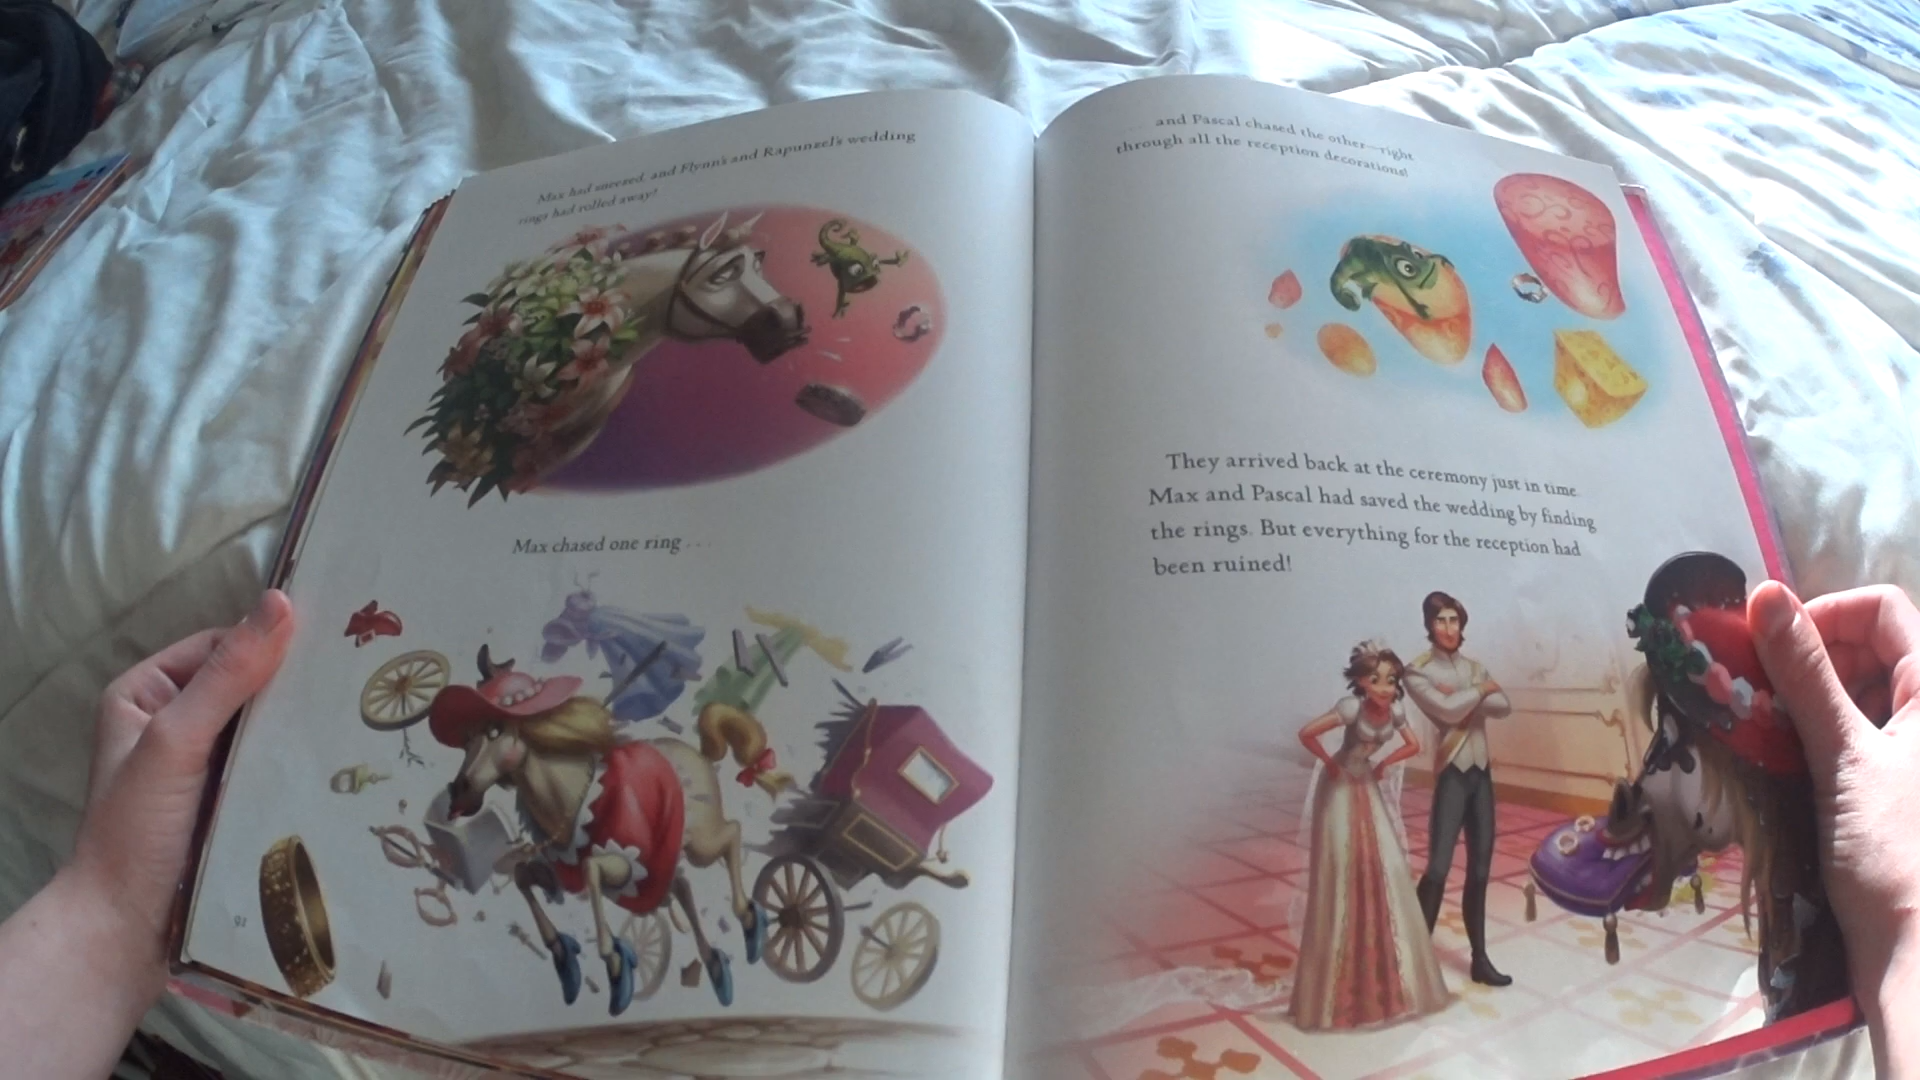 Max had sneezed, and Flynn's and Rapunzel's wedding
rings had rolled away!
Max chased one ring . . .
92
. . . and Pascal chased the other—right
through all the reception decorations!
They arrived back at the ceremony just in time.
Max and Pascal had saved the wedding by finding
the rings. But everything for the reception had
been ruined!